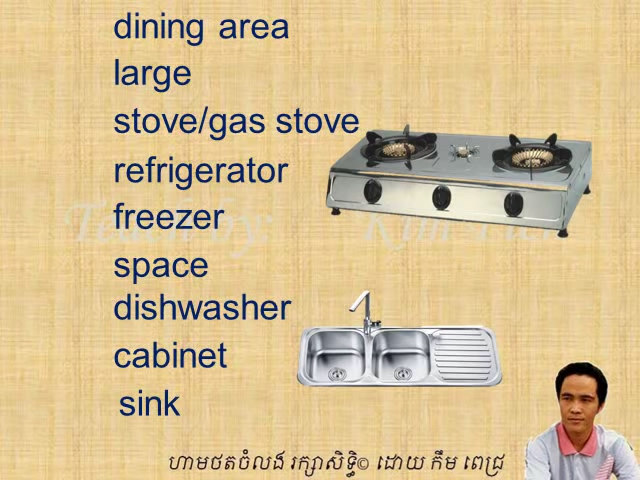 dining area
large
stove/gas stove
refrigerator
freezer
space
dishwasher
cabinet
sink
ហាមថតចំលង រក្សាសិទ្ធិ© ដោយ កឹម ពេជ្រ